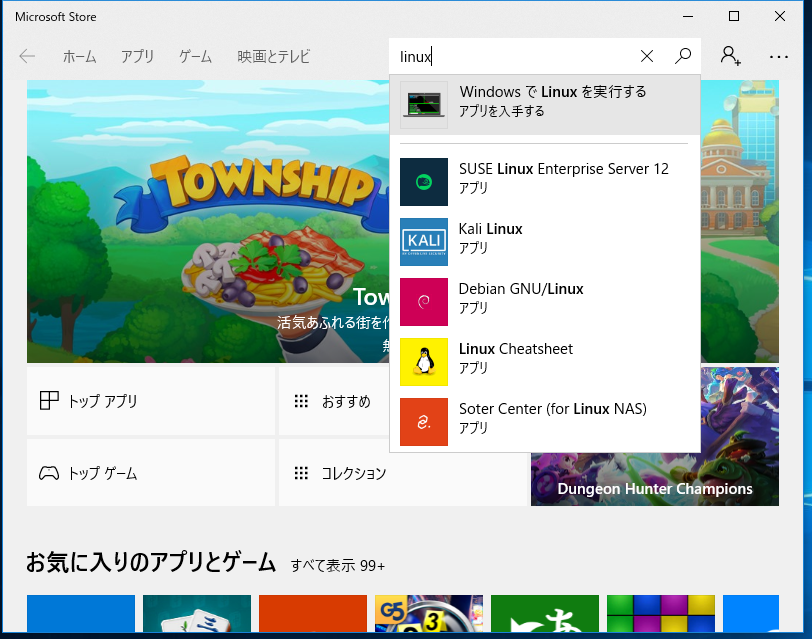 Microsoft Store
ホーム
アプリ
ゲーム
映画とテレビ
linux
Windows で Linux を実行する
アプリを入手する
SUSE Linux Enterprise Server 12
アプリ
Kali Linux
アプリ
KALI
Debian GNU/Linux
アプリ
Linux Cheatsheet
アプリ
Soter Center (for Linux NAS)
アプリ
TOWNSHIP
Tow
活気あふれる街を
トップ アプリ
おすすめ
トップ ゲーム
コレクション
Dungeon Hunter Champions
お気に入りのアプリとゲーム
すべて表示 99+
G5
3
2
あ